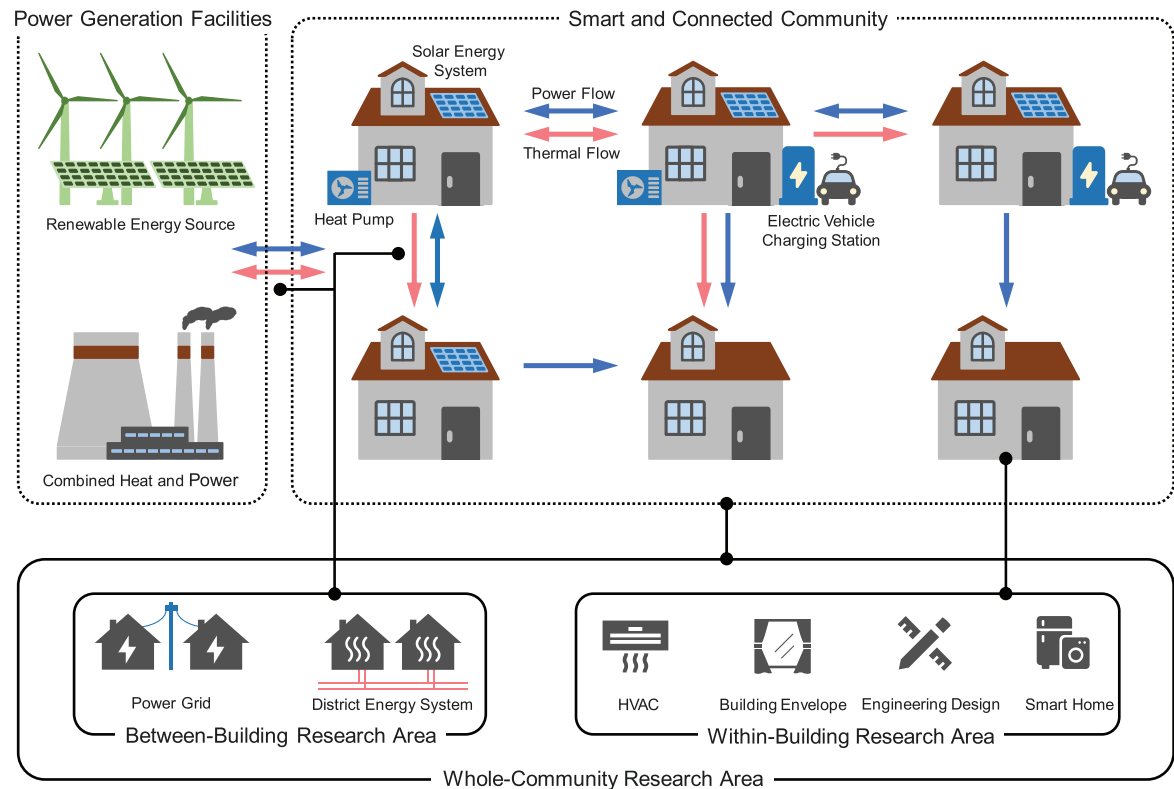 Power Generation Facilities
Smart and Connected Community
Solar Energy
System
Power Flow
Thermal Flow
Renewable Energy Source
Heat Pump
Electric Vehicle
Charging Station
Combined Heat and Power
Power Grid
District Energy System
HVAC
Building Envelope
Engineering Design
Smart Home
Between-Building Research Area
Within-Building Research Area
Whole-Community Research Area